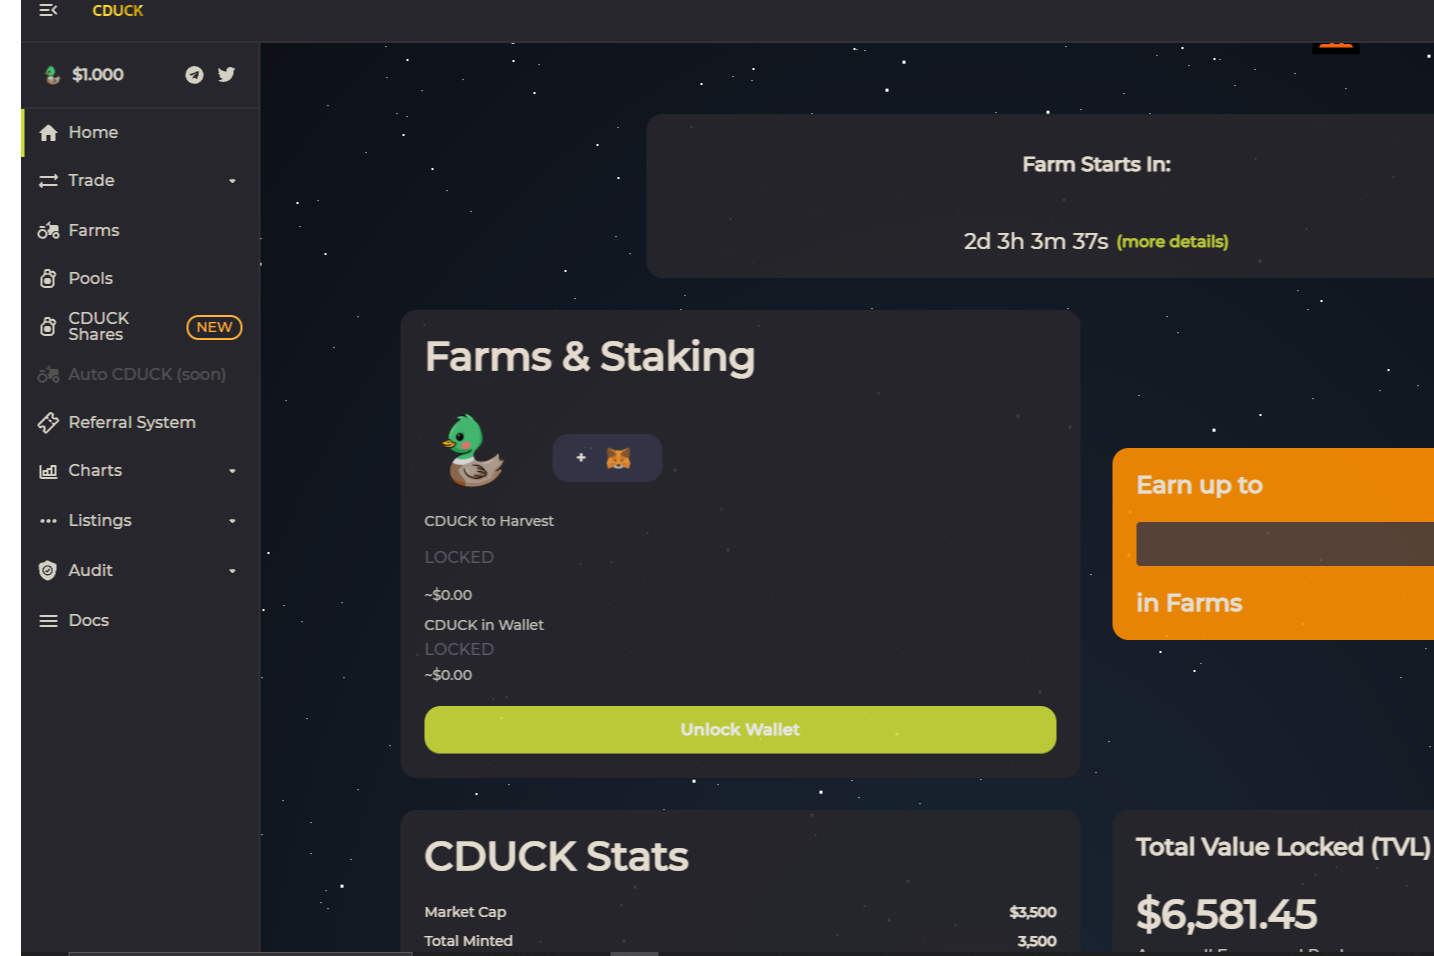 CDUCK
$1.000
Home
Trade
Farms
Pools
CDUCK
Shares
NEW
Auto CDUCK (soon)
Referral System
Charts
Listings
Audit
Docs
Farm Starts In:
2d 3h 3m 37s (more details)
Farms & Staking
+
CDUCK to Harvest
LOCKED
~$0.00
CDUCK in Wallet
LOCKED
~$0.00
Unlock Wallet
Earn up to
in Farms
CDUCK Stats
Market Cap $3,500
Total Minted 3,500
Total Value Locked (TVL)
$6,581.45